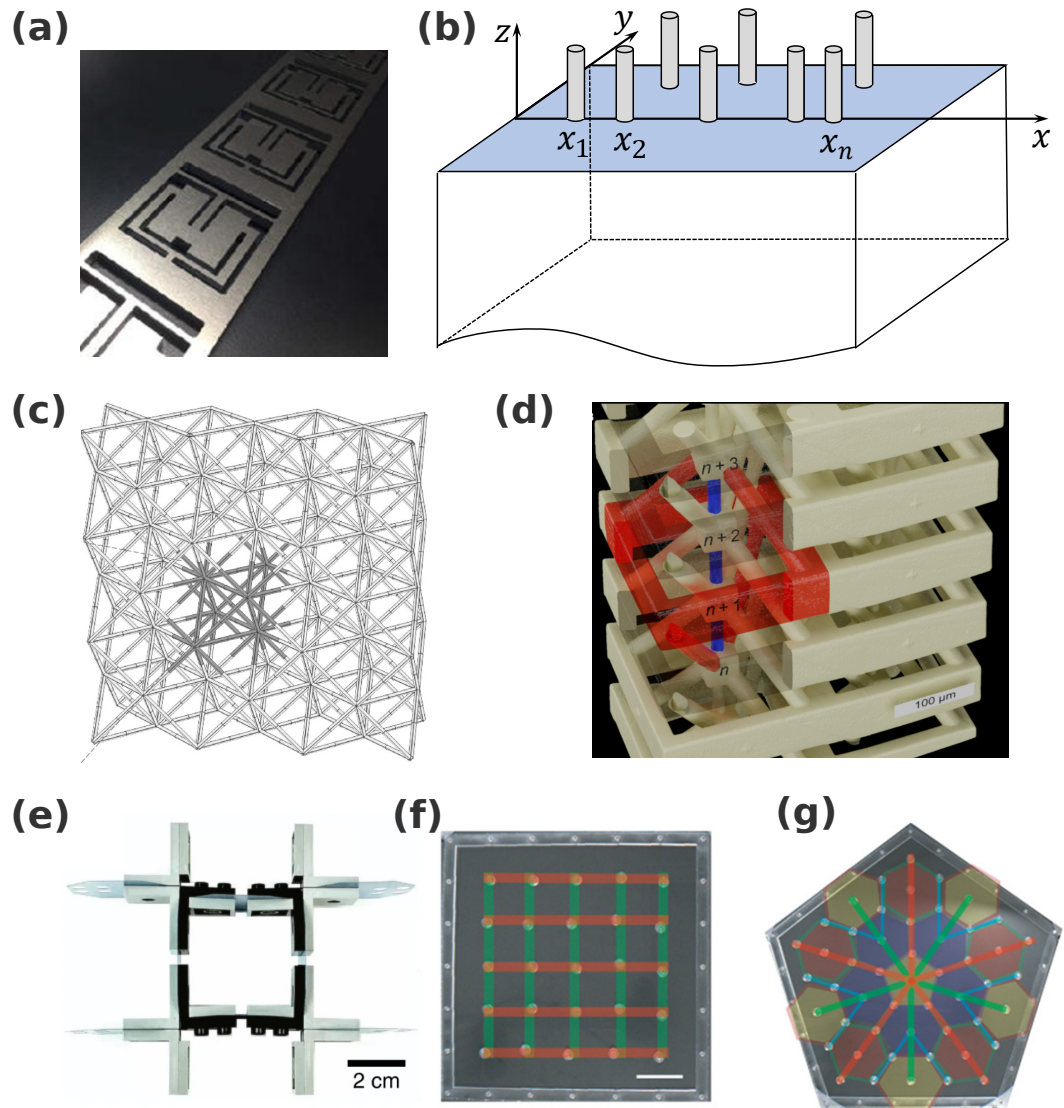 (a)
(b)
z
y
x₁
x₂
xₙ
x
(c)
(d)
n + 3
n + 2
n + 1
n
100 μm
(e)
2 cm
(f)
(g)